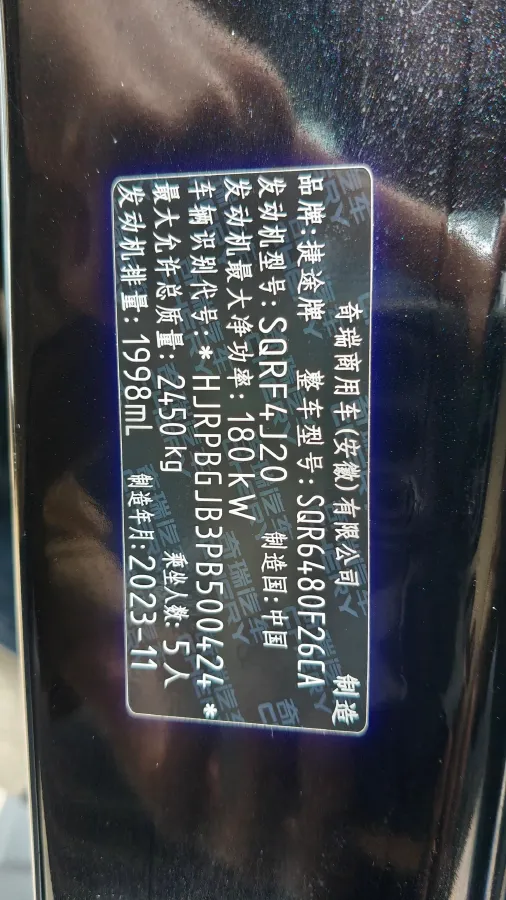 奇瑞商用车(安徽)有限公司 制造
品牌:捷途牌 整车型号:SQR6480F26CA
发动机型号:SQRF4J20 制造国:中国
发动机最大净功率:180kW
车辆识别代号:*HJRPBGJB3PB500424*
最大允许总质量:2450kg 乘坐人数:5人
发动机排量:1998mL 制造年月:2023-11